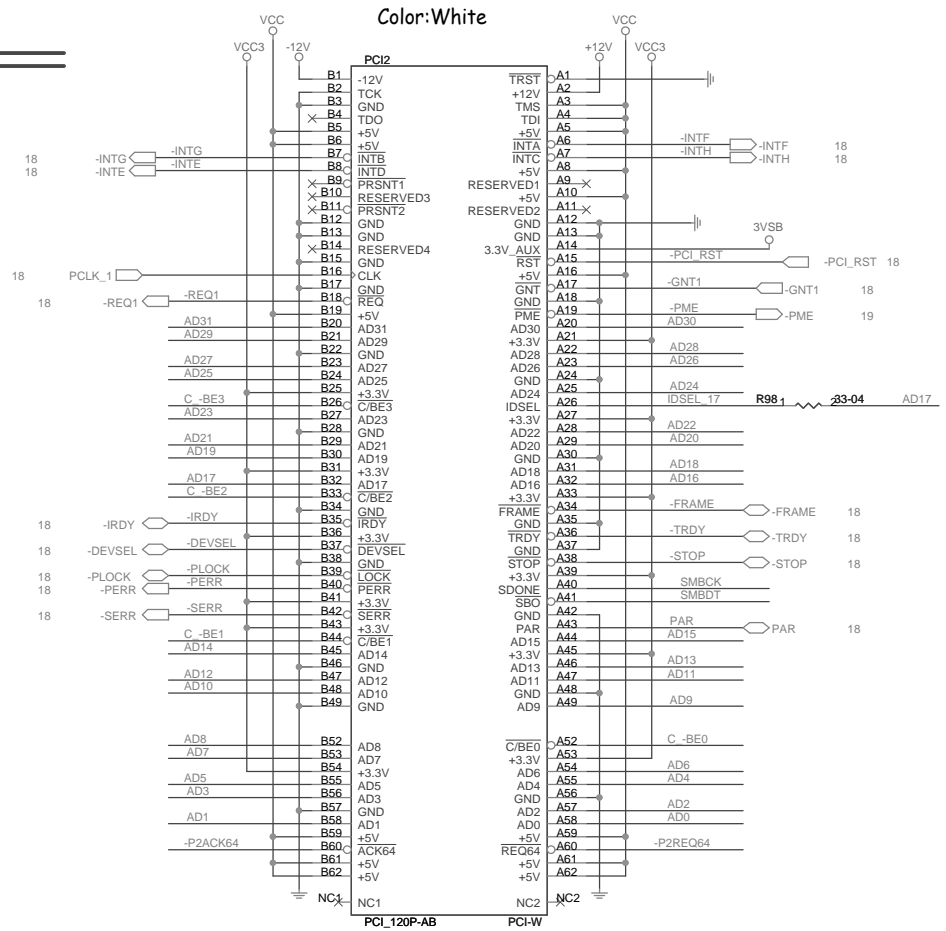 Color:White
VCC
VCC
VCC3 -12V
+12V VCC3
PCI2
B1 -12V TRST A1
B2 TCK +12V A2
B3 GND TMS A3
B4 TDO TDI A4
B5 +5V +5V A5
B6 +5V INTA A6 -INTF -INTF 18
18 -INTG -INTG B7 INTB INTC A7 -INTH -INTH 18
18 -INTE -INTE B8 INTD +5V A8
B9 PRSNT1 RESERVED1 A9
B10 RESERVED3 +5V A10
B11 PRSNT2 RESERVED2 A11
B12 GND GND A12
B13 GND GND A13
B14 RESERVED4 3.3V_AUX A14 3VSB
B15 GND RST A15 -PCI_RST -PCI_RST 18
18 PCLK_1 B16 CLK +5V A16
B17 GND GNT A17 -GNT1 -GNT1 18
18 -REQ1 -REQ1 B18 REQ GND A18
B19 +5V PME A19 -PME -PME 19
AD31 B20 AD31 AD30 A20 AD30
AD29 B21 AD29 +3.3V A21
B22 GND AD28 A22 AD28
AD27 B23 AD27 AD26 A23 AD26
AD25 B24 AD25 GND A24
B25 +3.3V AD24 A25 AD24
C_-BE3 B26 C/BE3 IDSEL A26 IDSEL_17 R98 1 2 33-04 AD17
AD23 B27 AD23 +3.3V A27
B28 GND AD22 A28 AD22
AD21 B29 AD21 AD20 A29 AD20
AD19 B30 AD19 GND A30
B31 +3.3V AD18 A31 AD18
AD17 B32 AD17 AD16 A32 AD16
C_-BE2 B33 C/BE2 +3.3V A33
B34 GND FRAME A34 -FRAME -FRAME 18
18 -IRDY -IRDY B35 IRDY GND A35
B36 +3.3V TRDY A36 -TRDY -TRDY 18
18 -DEVSEL -DEVSEL B37 DEVSEL GND A37
B38 GND STOP A38 -STOP -STOP 18
18 -PLOCK -PLOCK B39 LOCK +3.3V A39
18 -PERR -PERR B40 PERR SDONE A40 SMBCK
B41 +3.3V SBO A41 SMBDT
18 -SERR -SERR B42 SERR GND A42
B43 +3.3V PAR A43 PAR PAR 18
C_-BE1 B44 C/BE1 AD15 A44 AD15
AD14 B45 AD14 +3.3V A45
B46 GND AD13 A46 AD13
AD12 B47 AD12 AD11 A47 AD11
AD10 B48 AD10 GND A48
B49 GND AD9 A49 AD9
AD8 B52 AD8 C/BE0 A52 C_-BE0
AD7 B53 AD7 +3.3V A53
B54 +3.3V AD6 A54 AD6
AD5 B55 AD5 AD4 A55 AD4
AD3 B56 AD3 GND A56
B57 GND AD2 A57 AD2
AD1 B58 AD1 AD0 A58 AD0
B59 +5V +5V A59
-P2ACK64 B60 ACK64 REQ64 A60 -P2REQ64
B61 +5V +5V A61
B62 +5V +5V A62
NC1 NC1 NC2 NC2
PCI_120P-AB PCI-W